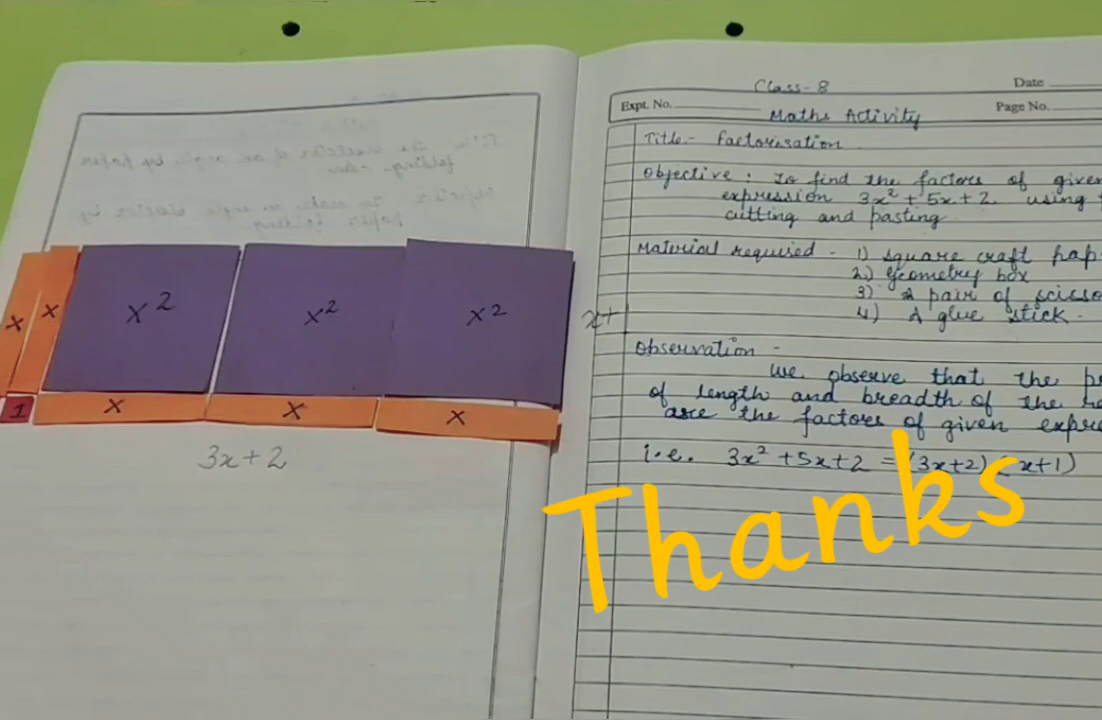 x x x² x² x² x+1
1 x x x
3x+2
Class - 8
Date
Expt. No. Page No.
Maths Activity
Title:- Factorisation
Objective : To find the factors of given
expression 3x² + 5x + 2 using
cutting and pasting
Material required - 1) square craft pap
2) Geometry box
3) A pair of scisso
4) A glue stick.
Observation -
We observe that the
of length and breadth of the
are the factors of given expre
i.e. 3x² + 5x + 2 = (3x+2) (x+1)
Thanks